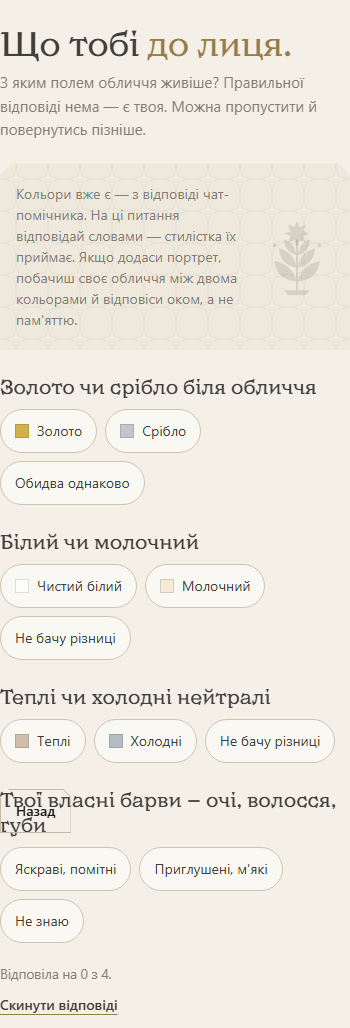 Що тобі до лиця.
З яким полем обличчя живіше? Правильної
відповіді нема — є твоя. Можна пропустити й
повернутись пізніше.
Кольори вже є — з відповіді чат-
помічника. На ці питання
відповідай словами — стилістка їх
приймає. Якщо додаси портрет,
побачиш своє обличчя між двома
кольорами й відповіси оком, а не
пам'яттю.
Золото чи срібло біля обличчя
Золото
Срібло
Обидва однаково
Білий чи молочний
Чистий білий
Молочний
Не бачу різниці
Теплі чи холодні нейтралі
Теплі
Холодні
Не бачу різниці
Твої власні барви — очі, волосся,
губи
Назад
Яскраві, помітні
Приглушені, м'які
Не знаю
Відповіла на 0 з 4.
Скинути відповіді